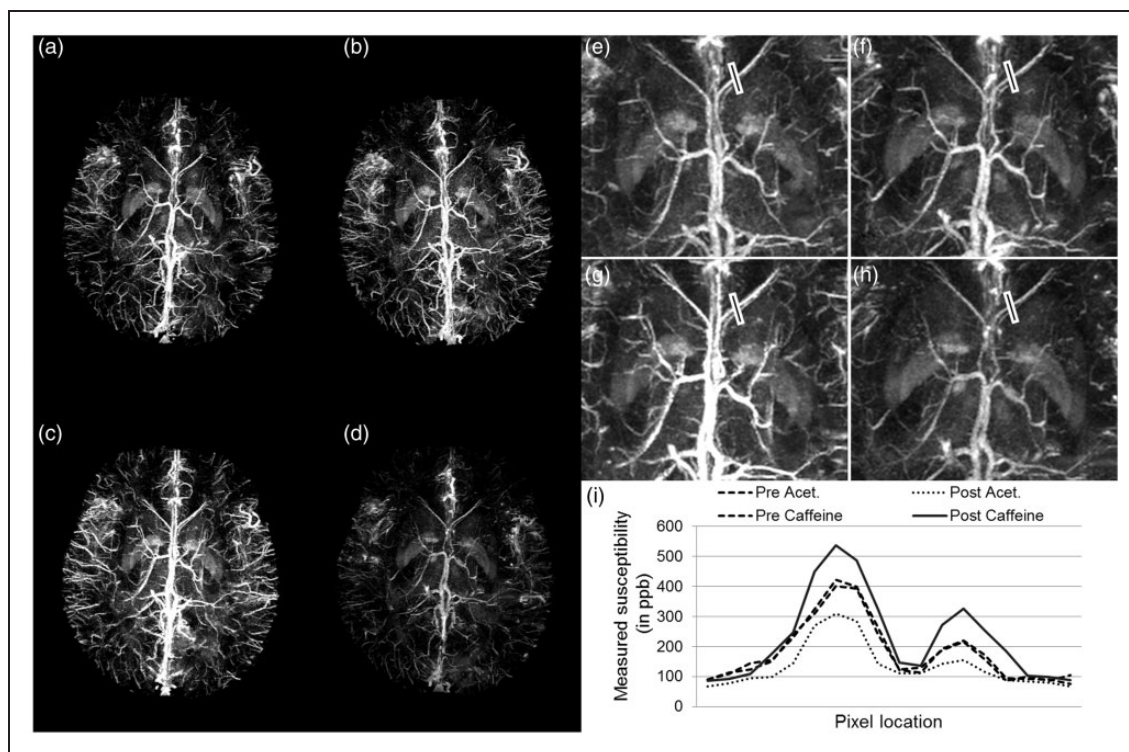 (a)
(b)
(c)
(d)
(e)
(f)
(g)
(h)
(i)
Pre Acet.
Post Acet.
Pre Caffeine
Post Caffeine
Measured susceptibility
(in ppb)
600
500
400
300
200
100
0
Pixel location